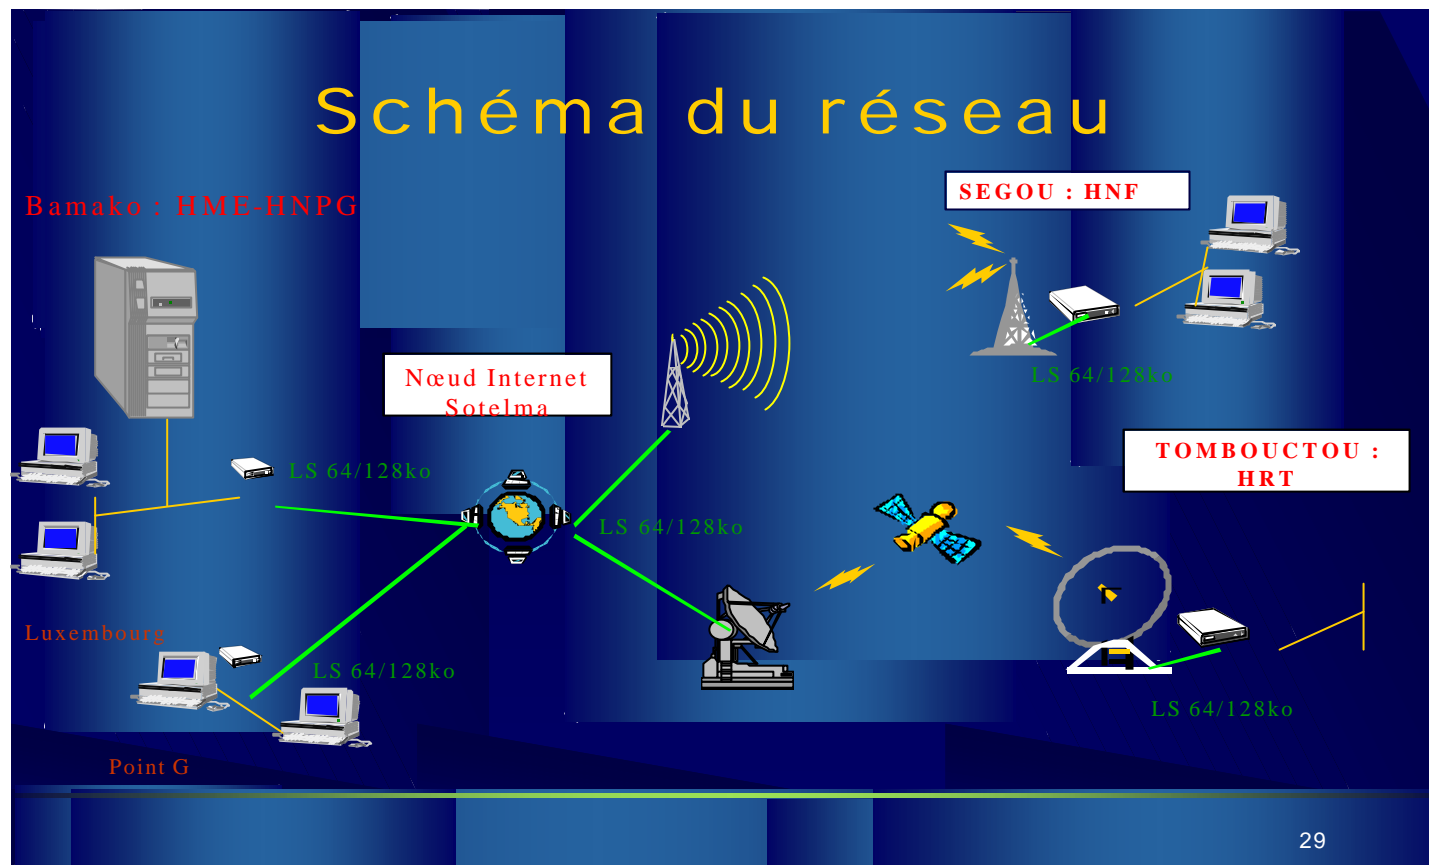 Schéma du réseau
Bamako : HME-HNPG
SEGOU : HNF
Nœud Internet
Sotelma
LS 64/128ko
TOMBOUCTOU :
HRT
LS 64/128ko
LS 64/128ko
Luxembourg
LS 64/128ko
LS 64/128ko
Point G
29